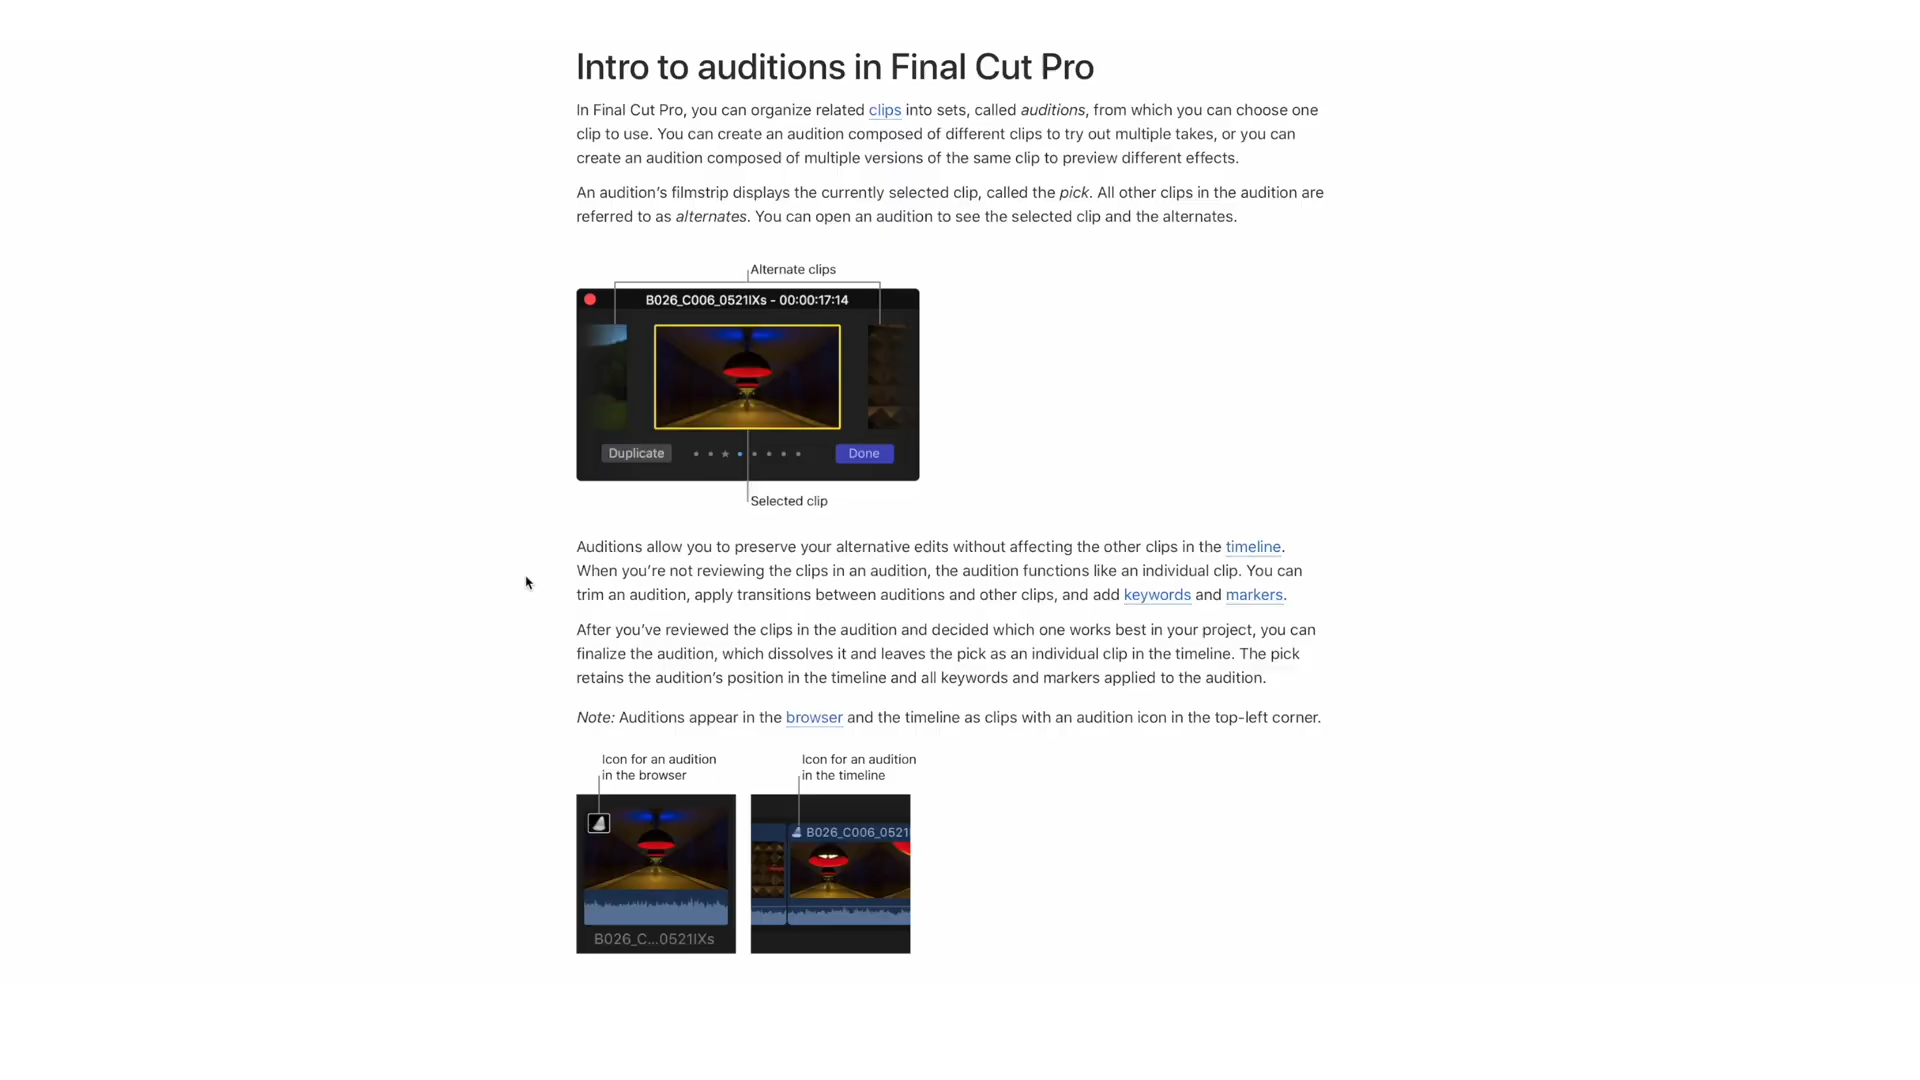 Intro to auditions in Final Cut Pro
In Final Cut Pro, you can organize related clips into sets, called auditions, from which you can choose one
clip to use. You can create an audition composed of different clips to try out multiple takes, or you can
create an audition composed of multiple versions of the same clip to preview different effects.
An audition’s filmstrip displays the currently selected clip, called the pick. All other clips in the audition are
referred to as alternates. You can open an audition to see the selected clip and the alternates.
Alternate clips
B026_C006_0521IXs - 00:00:17:14
Duplicate
Done
Selected clip
Auditions allow you to preserve your alternative edits without affecting the other clips in the timeline.
When you’re not reviewing the clips in an audition, the audition functions like an individual clip. You can
trim an audition, apply transitions between auditions and other clips, and add keywords and markers.
After you’ve reviewed the clips in the audition and decided which one works best in your project, you can
finalize the audition, which dissolves it and leaves the pick as an individual clip in the timeline. The pick
retains the audition’s position in the timeline and all keywords and markers applied to the audition.
Note: Auditions appear in the browser and the timeline as clips with an audition icon in the top-left corner.
Icon for an audition
in the browser
Icon for an audition
in the timeline
B026_C...0521IXs
B026_C006_0521